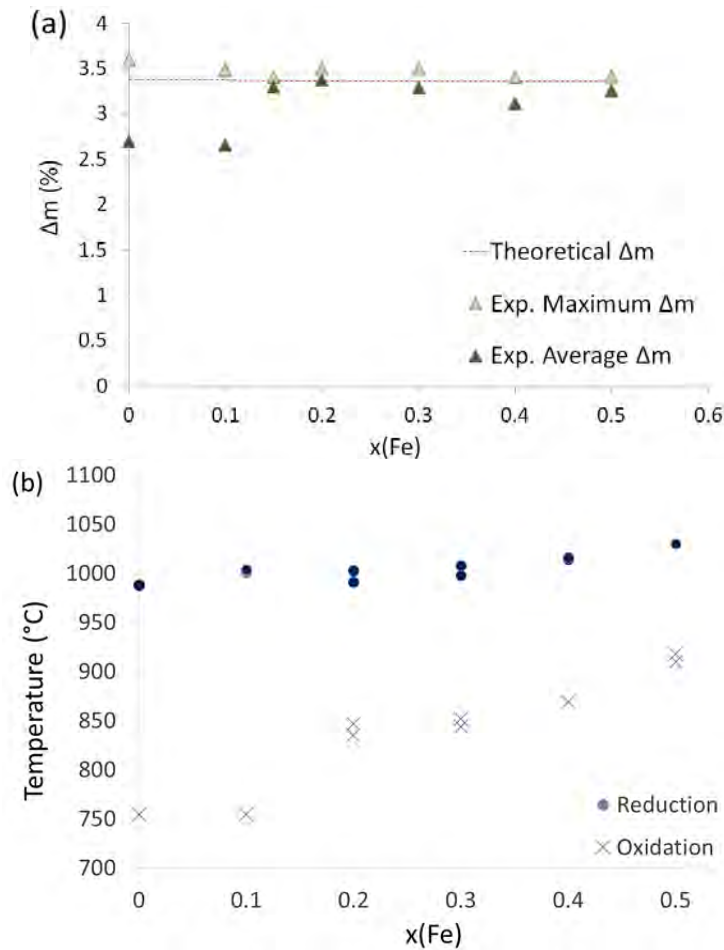 (a)
4
3.5
3
2.5
2
1.5
1
0.5
0
Δm (%)
Theoretical Δm
Exp. Maximum Δm
Exp. Average Δm
0 0.1 0.2 0.3 0.4 0.5 0.6
x(Fe)
(b)
1100
1050
1000
950
900
850
800
750
700
Temperature (°C)
Reduction
Oxidation
0 0.1 0.2 0.3 0.4 0.5
x(Fe)